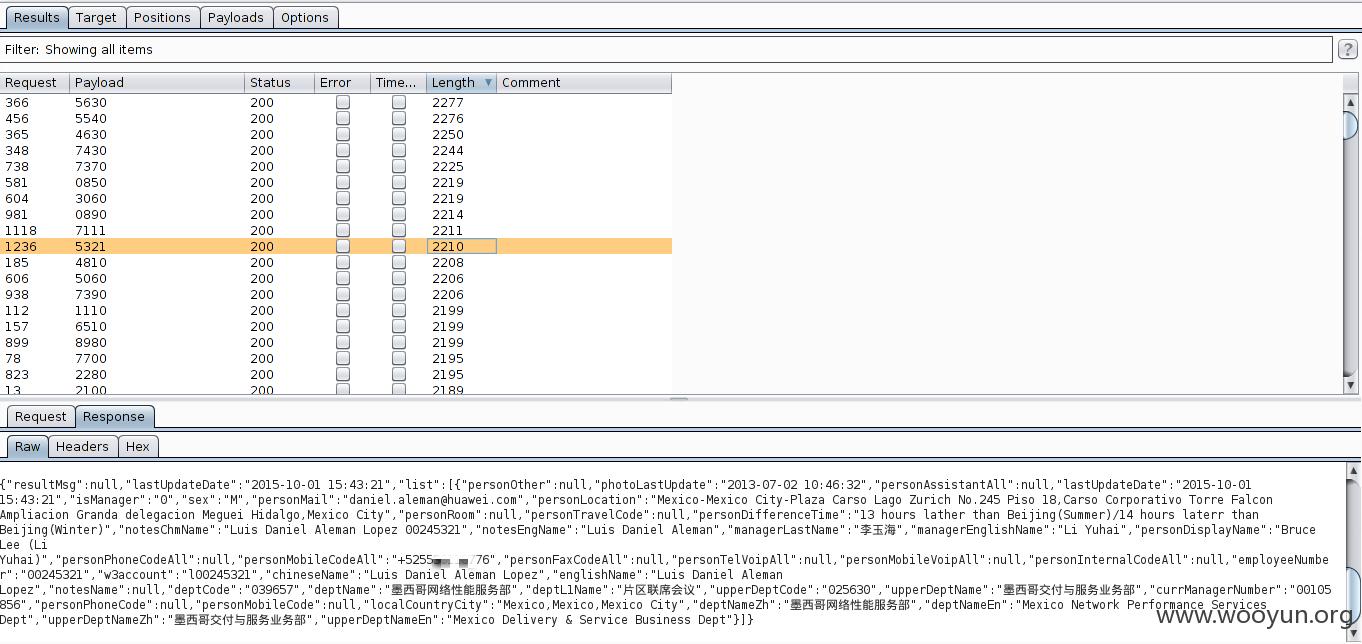 Results Target Positions Payloads Options
Filter: Showing all items ?
Request Payload Status Error Time... Length Comment
366 5630 200 2277
456 5540 200 2276
365 4630 200 2250
348 7430 200 2244
738 7370 200 2225
581 0850 200 2219
604 3060 200 2219
981 0890 200 2214
1118 7111 200 2211
1236 5321 200 2210
185 4810 200 2208
606 5060 200 2206
938 7390 200 2206
112 1110 200 2199
157 6510 200 2199
899 8980 200 2199
78 7700 200 2195
823 2280 200 2195
13 2100 200 2189
Request Response
Raw Headers Hex
{"resultMsg":null,"lastUpdateDate":"2015-10-01 15:43:21","list":[{"personOther":null,"photoLastUpdate":"2013-07-02 10:46:32","personAssistantAll":null,"lastUpdateDate":"2015-10-01
15:43:21","isManager":"0","sex":"M","personMail":"daniel.aleman@huawei.com","personLocation":"Mexico-Mexico City-Plaza Carso Lago Zurich No.245 Piso 18,Carso Corporativo Torre Falcon
Ampliacion Granda delegacion Meguei Hidalgo,Mexico City","personRoom":null,"personTravelCode":null,"personDifferenceTime":"13 hours lather than Beijing(Summer)/14 hours laterr than
Beijing(Winter)","notesChmName":"Luis Daniel Aleman Lopez 00245321","notesEngName":"Luis Daniel Aleman","managerLastName":"李玉海","managerEnglishName":"Li Yuhai","personDisplayName":"Bruce
Lee (Li
Yuhai)","personPhoneCodeAll":null,"personMobileCodeAll":"+5255 76","personFaxCodeAll":null,"personTelVoipAll":null,"personMobileVoipAll":null,"personInternalCodeAll":null,"employeeNumbe
r":"00245321","w3account":"l00245321","chineseName":"Luis Daniel Aleman Lopez","englishName":"Luis Daniel Aleman
Lopez","notesName":null,"deptCode":"039657","deptName":"墨西哥网络性能服务部","deptL1Name":"片区联席会议","upperDeptCode":"025630","upperDeptName":"墨西哥交付与服务业务部","currManagerNumber":"00105
856","personPhoneCode":null,"personMobileCode":null,"localCountryCity":"Mexico,Mexico,Mexico City","deptNameZh":"墨西哥网络性能服务部","deptNameEn":"Mexico Network Performance Services
Dept","upperDeptNameZh":"墨西哥交付与服务业务部","upperDeptNameEn":"Mexico Delivery & Service Business Dept"}]}
www.wooyun.org